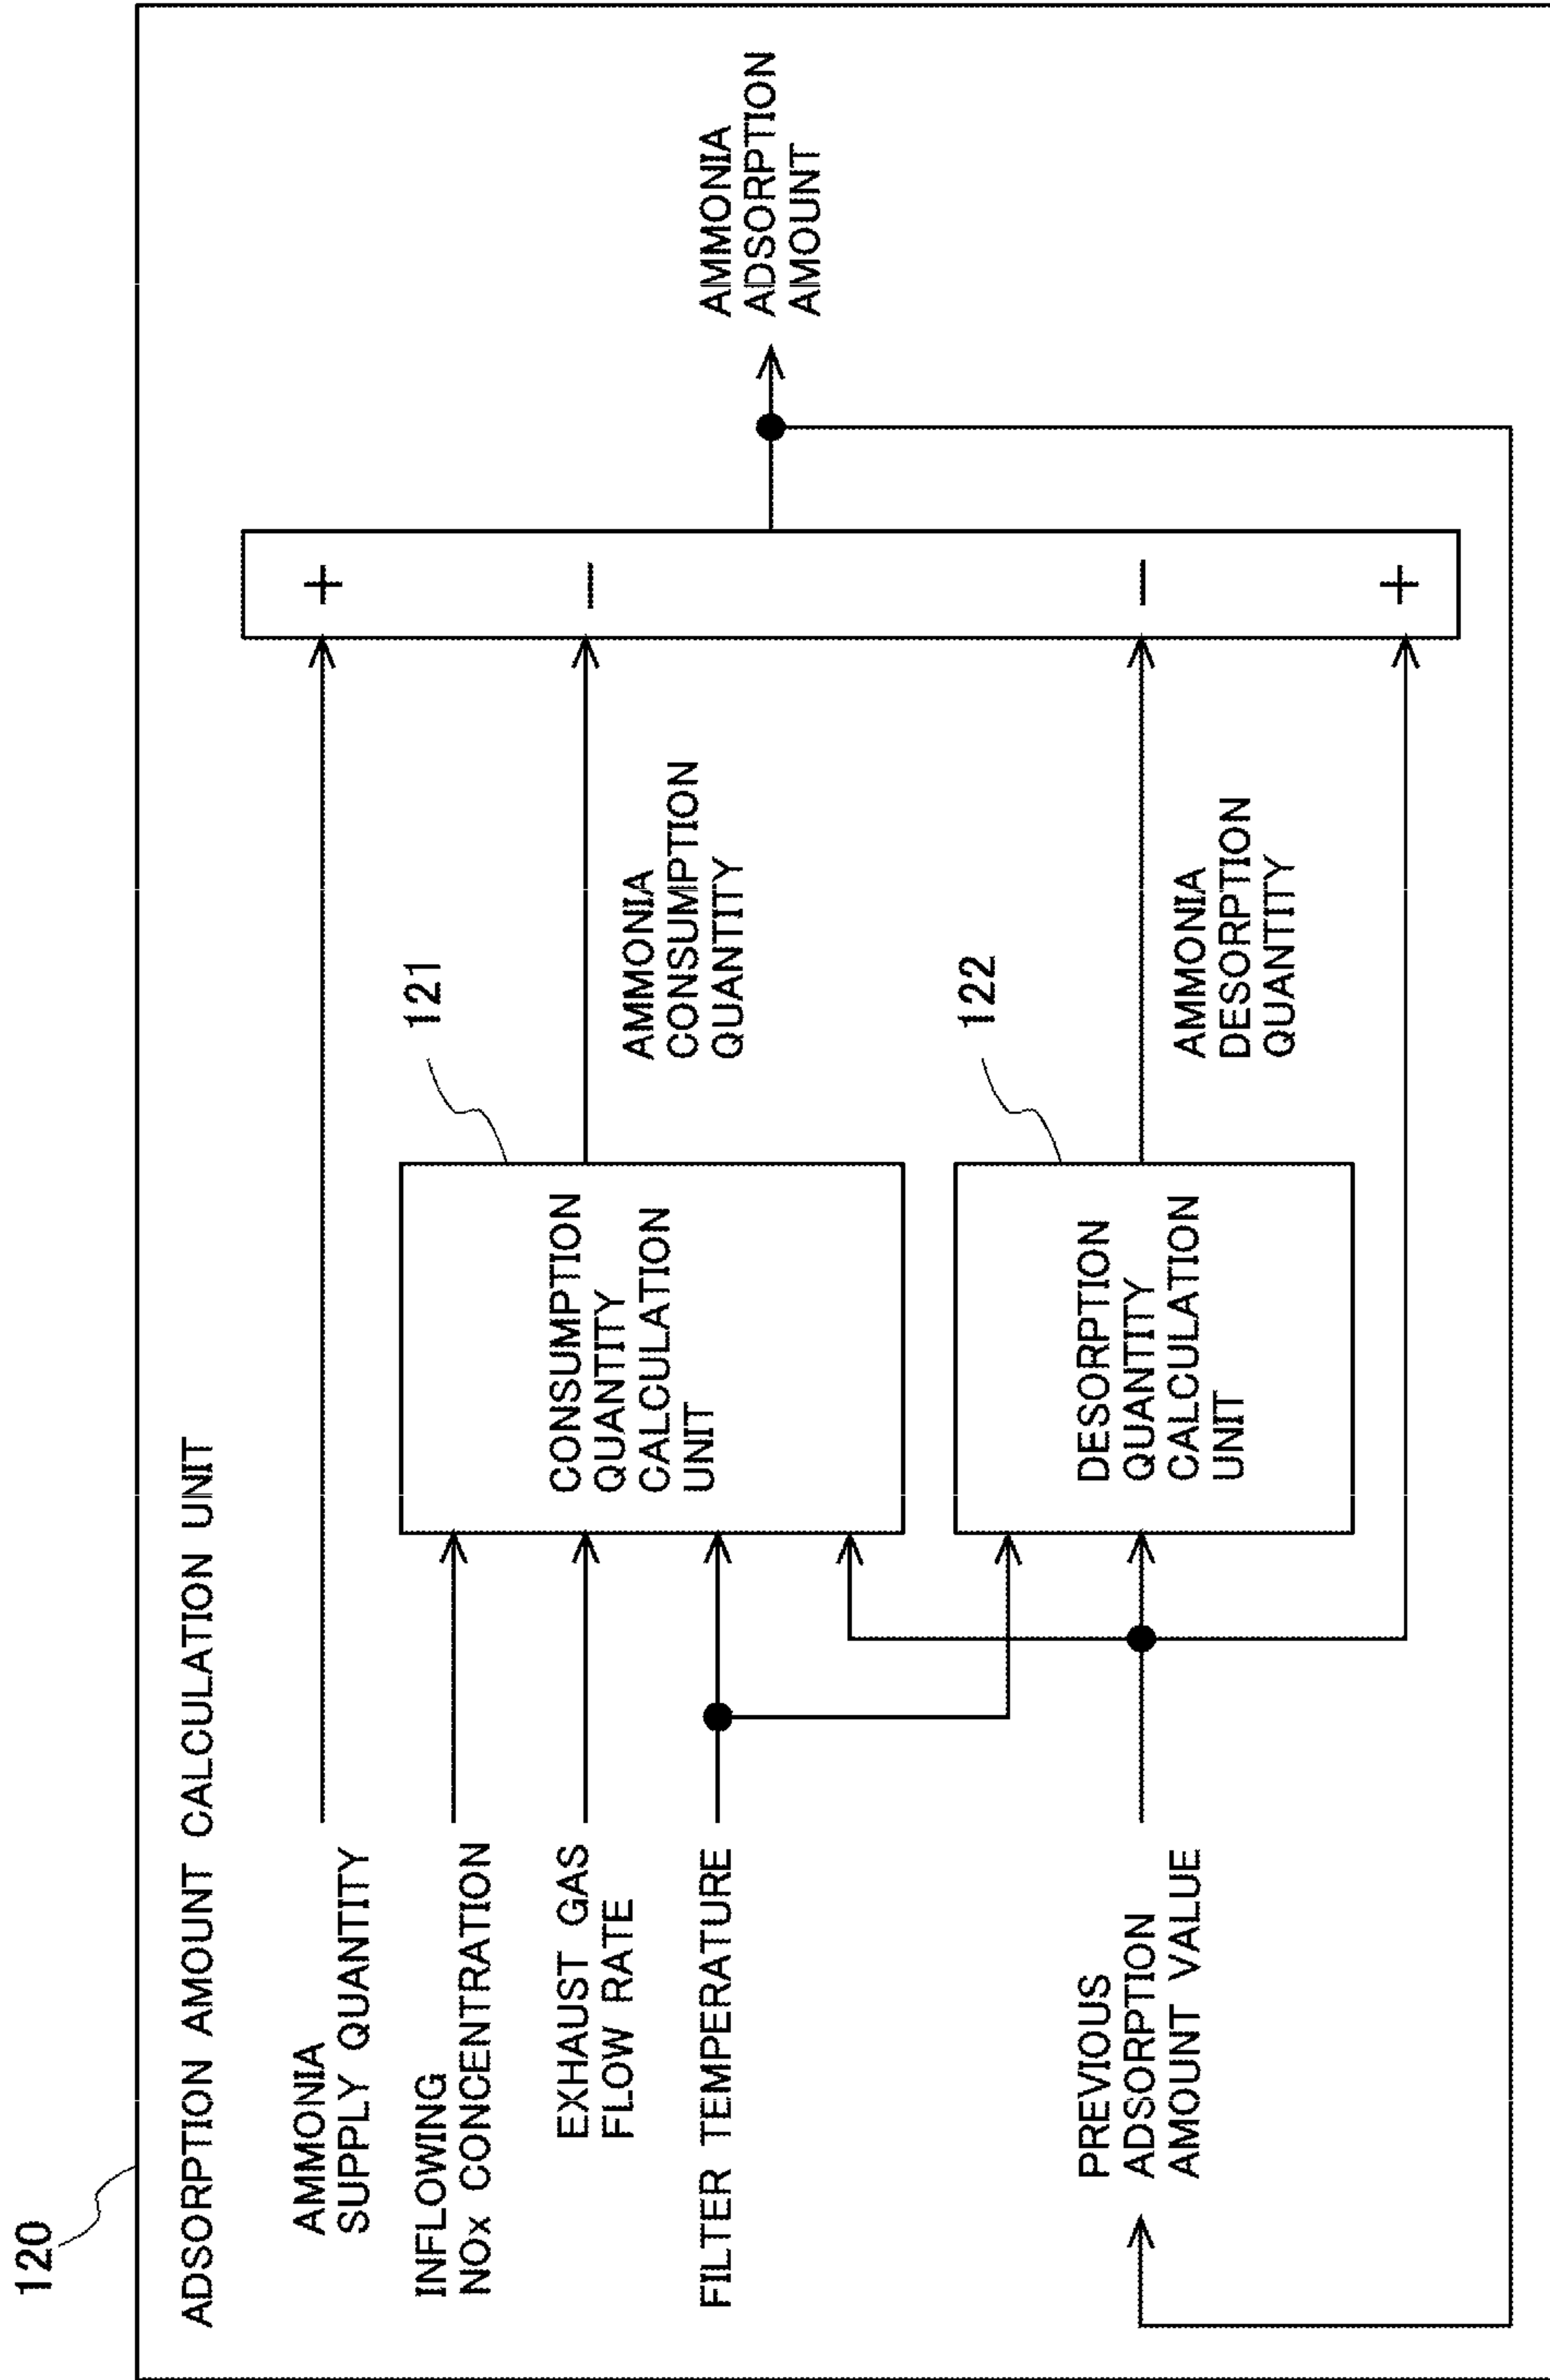 120
ADSORPTION AMOUNT CALCULATION UNIT
AMMONIA
SUPPLY QUANTITY
INFLOWING
NOx CONCENTRATION
EXHAUST GAS
FLOW RATE
FILTER TEMPERATURE
PREVIOUS
ADSORPTION
AMOUNT VALUE
121
CONSUMPTION
QUANTITY
CALCULATION
UNIT
122
DESORPTION
QUANTITY
CALCULATION
UNIT
AMMONIA
CONSUMPTION
QUANTITY
AMMONIA
DESORPTION
QUANTITY
+
−
−
+
AMMONIA
ADSORPTION
AMOUNT